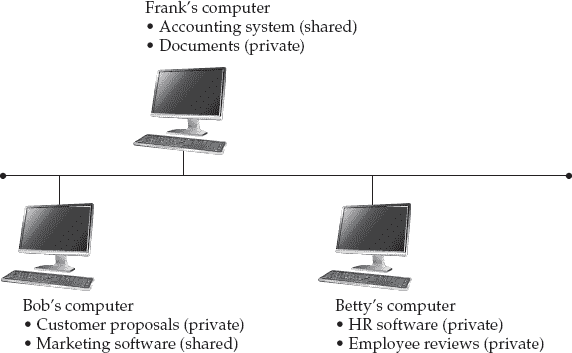 Frank’s computer
• Accounting system (shared)
• Documents (private)
Bob’s computer
• Customer proposals (private)
• Marketing software (shared)
Betty’s computer
• HR software (private)
• Employee reviews (private)